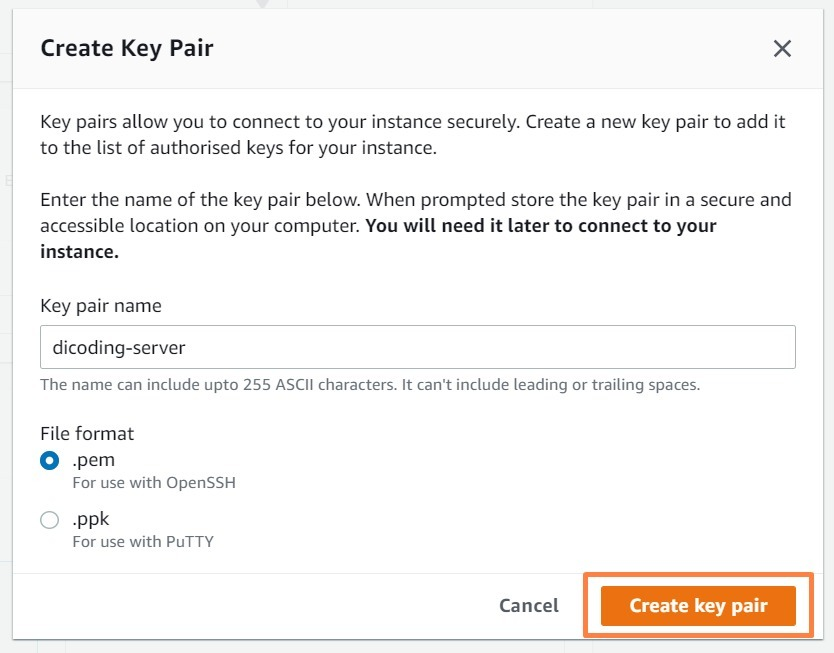 Create Key Pair
Key pairs allow you to connect to your instance securely. Create a new key pair to add it
to the list of authorised keys for your instance.
Enter the name of the key pair below. When prompted store the key pair in a secure and
accessible location on your computer. You will need it later to connect to your
instance.
Key pair name
dicoding-server
The name can include upto 255 ASCII characters. It can't include leading or trailing spaces.
File format
.pem
For use with OpenSSH
.ppk
For use with PuTTY
Cancel
Create key pair